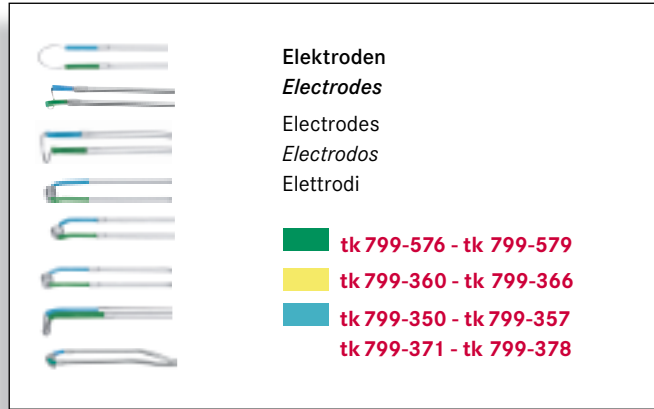 Elektroden
Electrodes
Electrodes
Electrodos
Elettrodi
tk 799-576 - tk 799-579
tk 799-360 - tk 799-366
tk 799-350 - tk 799-357
tk 799-371 - tk 799-378